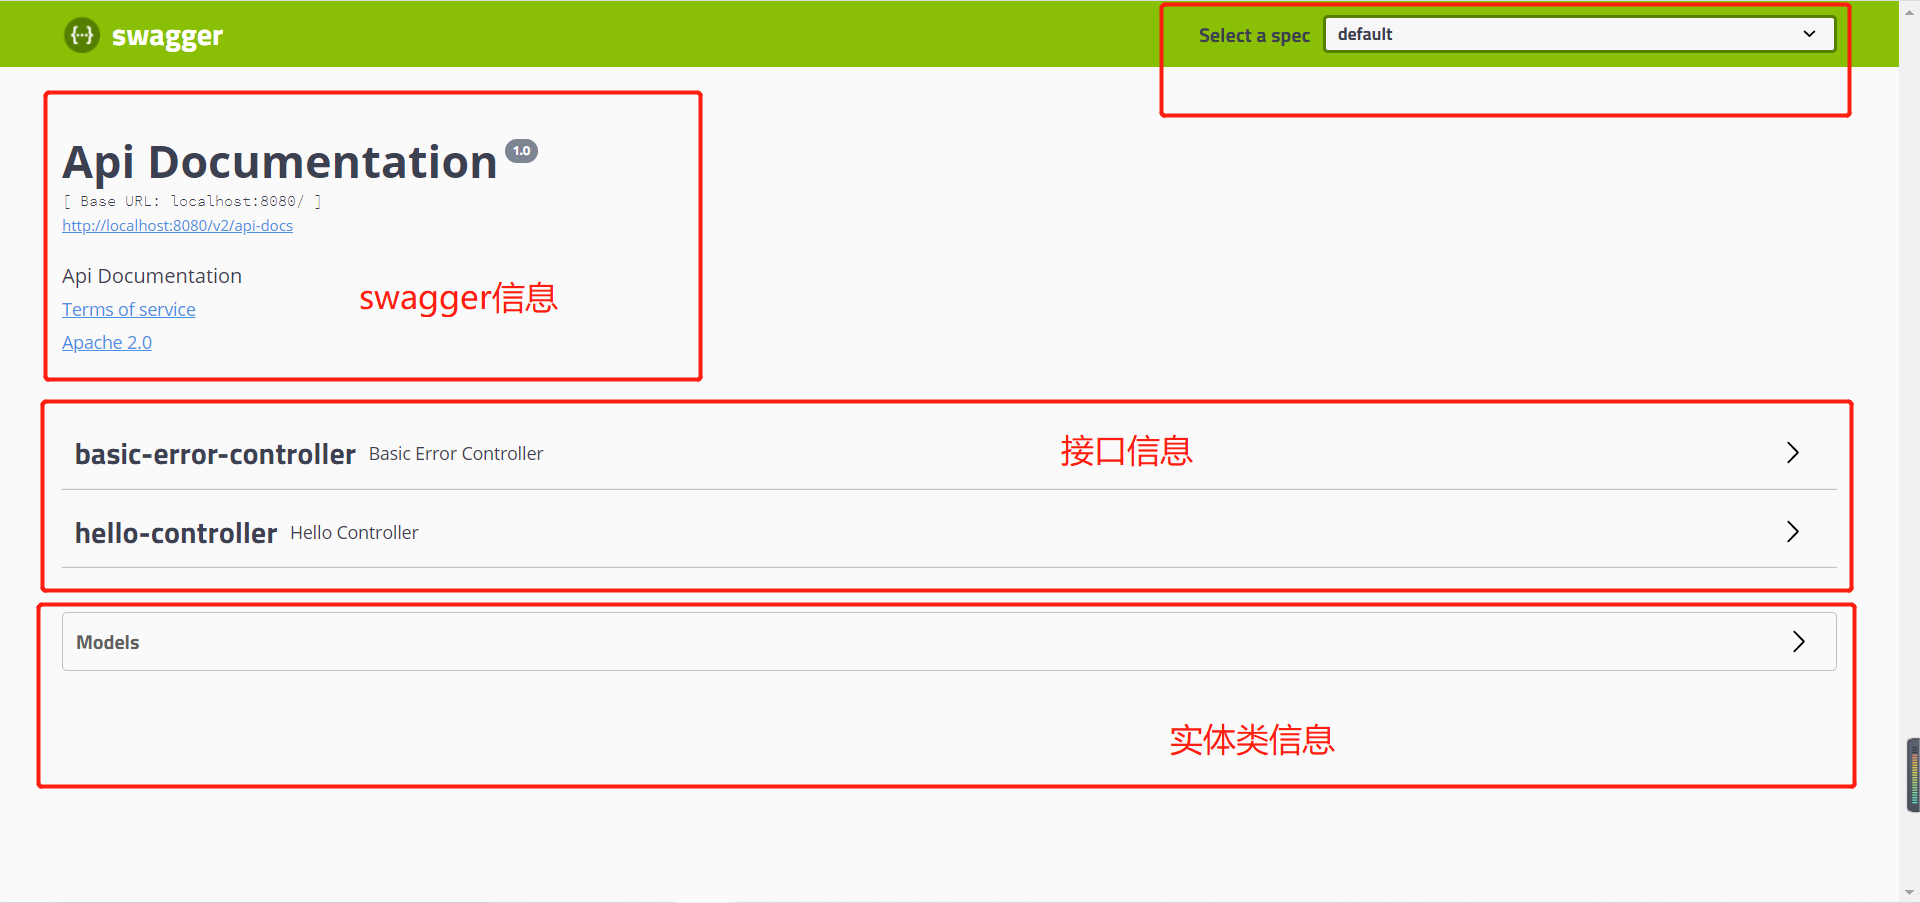 swagger
Select a spec
default
Api Documentation 1.0
[ Base URL: localhost:8080/ ]
http://localhost:8080/v2/api-docs
Api Documentation
swagger信息
Terms of service
Apache 2.0
basic-error-controller Basic Error Controller
接口信息
hello-controller Hello Controller
Models
实体类信息